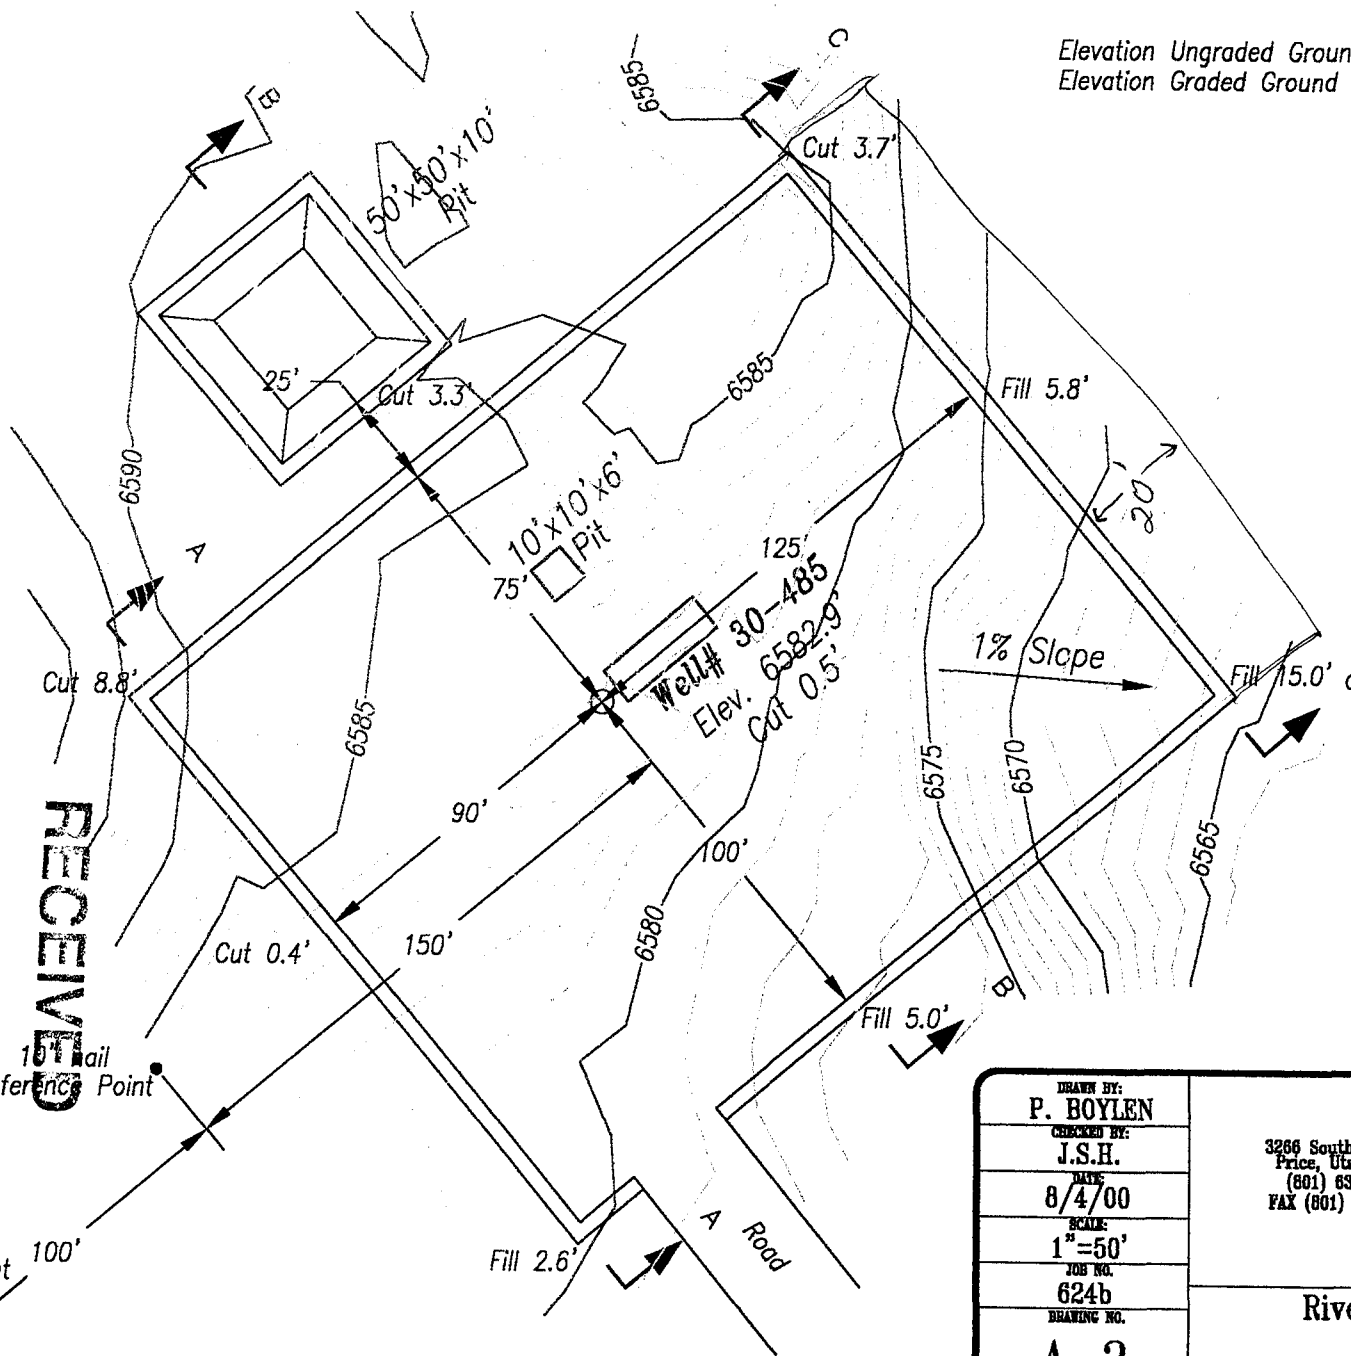 Elevation Ungraded Groun
Elevation Graded Ground
C
6585
B
Cut 3.7'
50'x50'x10'
Pit
25'
Cut 3.3'
6585
Fill 5.8'
6590
20'
10'x10'x6'
Pit
A
125'
75'
Well# 30-485
Elev. 6582.9'
Cut 0.5'
1% Slope
Cut 8.8'
Fill 15.0'
6585
6575
6570
6565
RECEIVED
90'
100'
150'
6580
Cut 0.4'
B
Fill 5.0'
ference Point
100'
Fill 2.6'
A
Road
DRAWN BY:
P. BOYLEN
CHECKED BY:
J.S.H.
DATE:
8/4/00
SCALE:
1"=50'
JOB NO.
624b
DRAWING NO.
3266 South
Price, Uta
(801) 63
FAX (801)
Rive